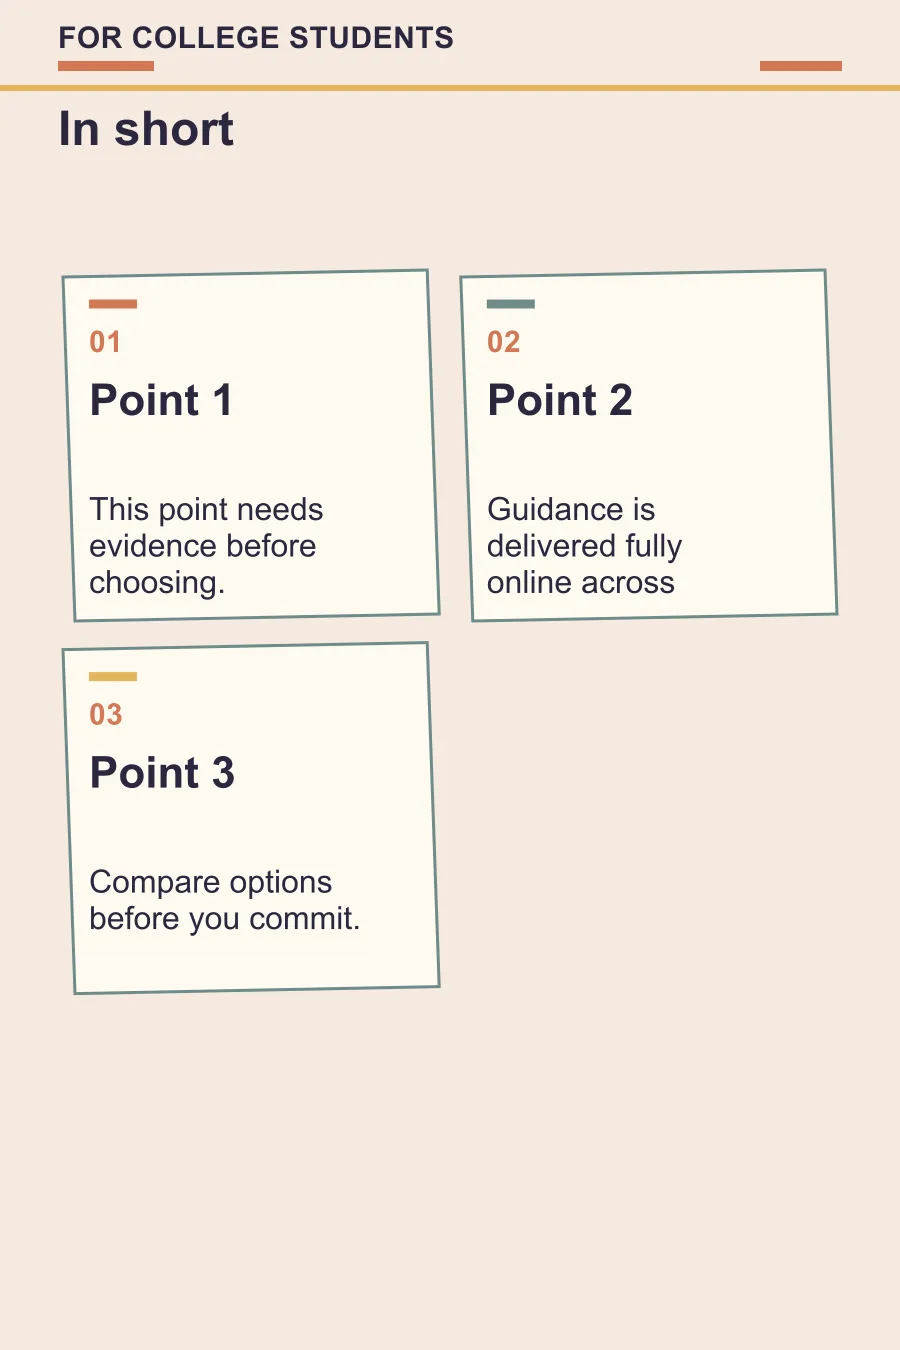 FOR COLLEGE STUDENTS
In short
01
Point 1
This point needs
evidence before
choosing.
02
Point 2
Guidance is
delivered fully
online across
03
Point 3
Compare options
before you commit.